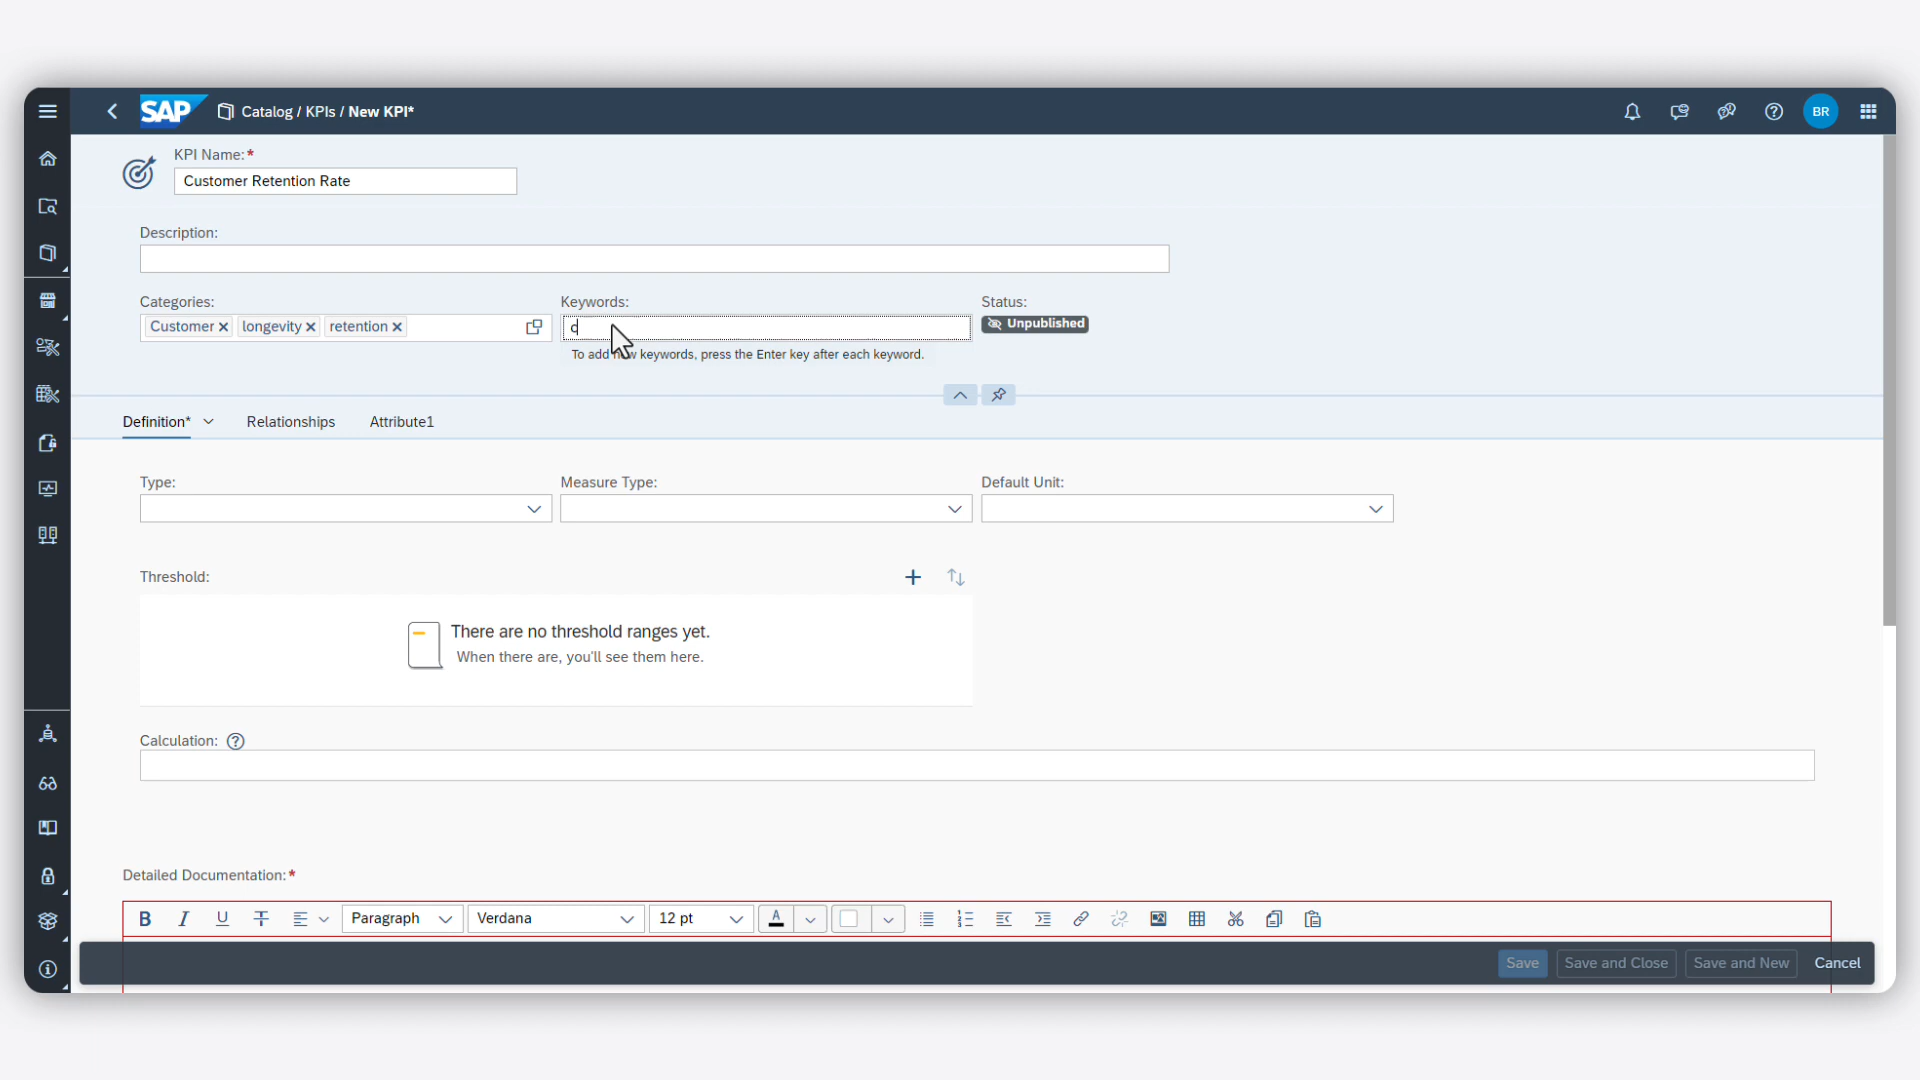 SAP Catalog / KPIs / New KPI*
BR
KPI Name:*
Customer Retention Rate
Description:
Categories: Keywords: Status:
Customer longevity retention c Unpublished
To add keywords, press the Enter key after each keyword.
Definition* Relationships Attribute1
Type: Measure Type: Default Unit:
Threshold:
There are no threshold ranges yet.
When there are, you'll see them here.
Calculation:
Detailed Documentation:*
B I U T Paragraph Verdana 12 pt A
Save Save and Close Save and New Cancel